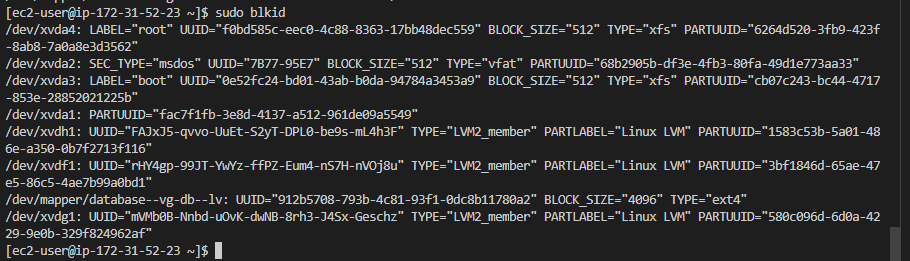 [ec2-user@ip-172-31-52-23 ~]$ sudo blkid
/dev/xvda4: LABEL="root" UUID="f0bd585c-eec0-4c88-8363-17bb48dec559" BLOCK_SIZE="512" TYPE="xfs" PARTUUID="6264d520-3fb9-423f
-8ab8-7a0a8e3d3562"
/dev/xvda2: SEC_TYPE="msdos" UUID="7B77-95E7" BLOCK_SIZE="512" TYPE="vfat" PARTUUID="68b2905b-df3e-4fb3-80fa-49d1e773aa33"
/dev/xvda3: LABEL="boot" UUID="0e52fc24-bd01-43ab-b0da-94784a3453a9" BLOCK_SIZE="512" TYPE="xfs" PARTUUID="cb07c243-bc44-4717
-853e-28852021225b"
/dev/xvda1: PARTUUID="fac7f1fb-3e8d-4137-a512-961de09a5549"
/dev/xvdh1: UUID="FAJxJ5-qvvo-UuEt-S2yT-DPL0-be9s-mL4h3F" TYPE="LVM2_member" PARTLABEL="Linux LVM" PARTUUID="1583c53b-5a01-48
6e-a350-0b7f2713f116"
/dev/xvdf1: UUID="rHY4gp-99JT-YwYz-ffPZ-Eum4-nS7H-nVOj8u" TYPE="LVM2_member" PARTLABEL="Linux LVM" PARTUUID="3bf1846d-65ae-47
e5-86c5-4ae7b99a0bd1"
/dev/mapper/database--vg-db--lv: UUID="912b5708-793b-4c81-93f1-0dc8b11780a2" BLOCK_SIZE="4096" TYPE="ext4"
/dev/xvdg1: UUID="mVMb0B-Nnbd-uOvK-dwNB-8rh3-J4Sx-Geschz" TYPE="LVM2_member" PARTLABEL="Linux LVM" PARTUUID="580c096d-6d0a-42
29-9e0b-329f824962af"
[ec2-user@ip-172-31-52-23 ~]$